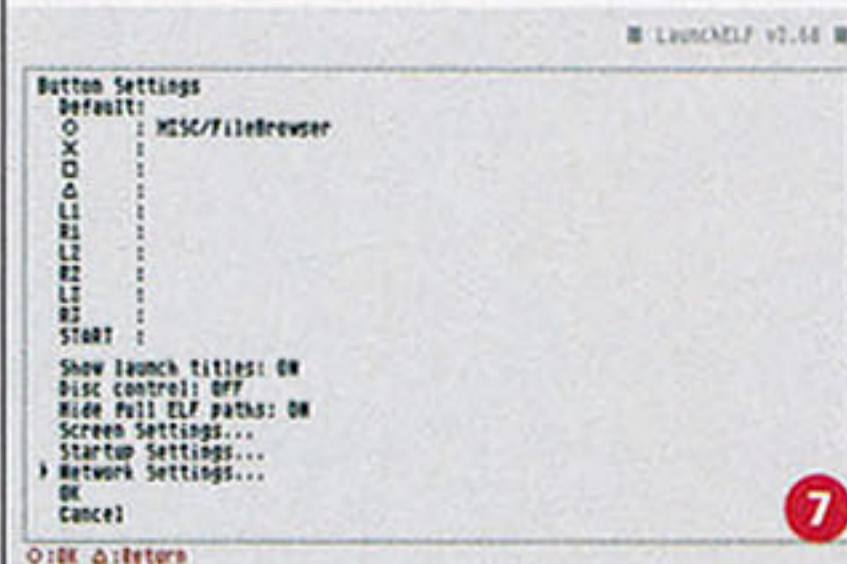 LaunchELF v3.68
Button Settings
Default:
○ : MISC/FileBrowser
X :
□ :
△ :
L1 :
R1 :
L2 :
R2 :
L3 :
R3 :
START :
Show launch titles: ON
Disc control: OFF
Hide full ELF paths: ON
Screen Settings...
Startup Settings...
Network Settings...
OK
Cancel
7
○:OK △:Return